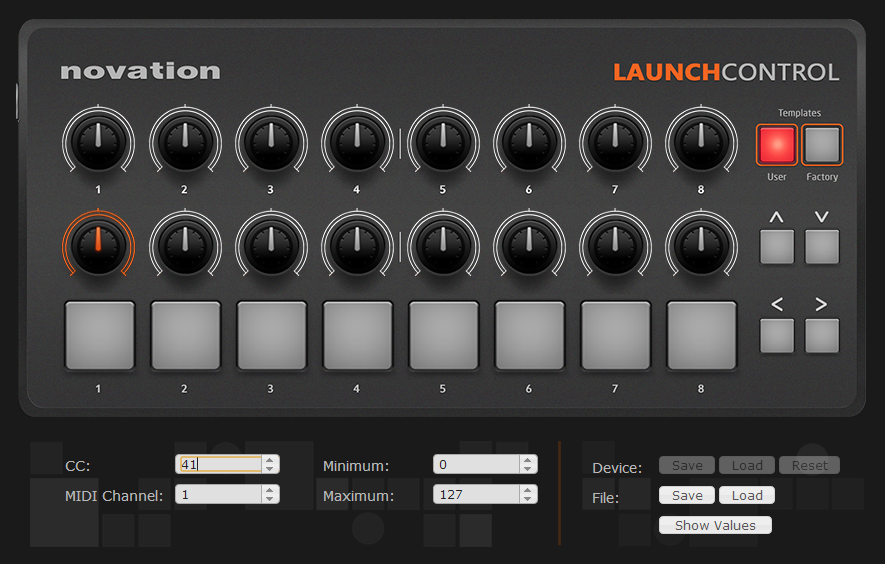 novation LAUNCHCONTROL
Templates
1 2 3 4 5 6 7 8 User Factory
1 2 3 4 5 6 7 8
CC: 41 Minimum: 0 Device: Save Load Reset
MIDI Channel: 1 Maximum: 127 File: Save Load
Show Values